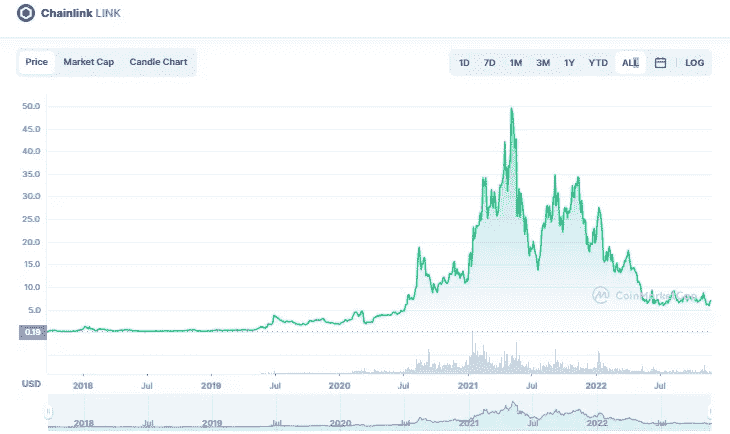 Chainlink LINK
Price Market Cap Candle Chart 1D 7D 1M 3M 1Y YTD ALL LOG
50.0
45.0
40.0
35.0
30.0
25.0
20.0
15.0
10.0
CoinMarketCap
5.0
0.19
USD 2018 Jul 2019 Jul 2020 Jul 2021 Jul 2022 Jul
2018 Jul 2019 Jul 2020 Jul 2021 Jul 2022 Jul